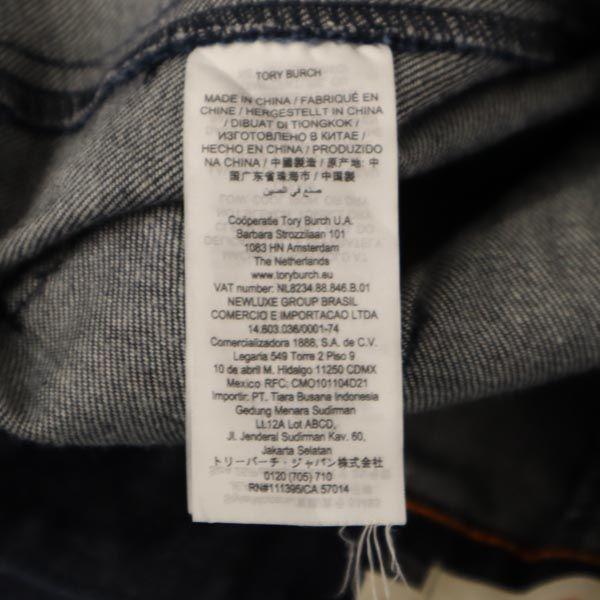 TORY BURCH
MADE IN CHINA / FABRIQUÉ EN
CHINE / HERGESTELLT IN CHINA
/ DIBUAT DI TIONGKOK /
ИЗГОТОВЛЕНО В КИТАЕ /
HECHO EN CHINA / PRODUZIDO
NA CHINA / 中國製造 / 原产地: 中
国广东省珠海市 / 中国製
صنع في الصين
Coöperatie Tory Burch U.A.
Barbara Strozzilaan 101
1083 HN Amsterdam
The Netherlands
www.toryburch.eu
VAT number: NL8234.88.846.B.01
NEWLUXE GROUP BRASIL
COMERCIO E IMPORTACAO LTDA
14.603.036/0001-74
Comercializadora 1888, S.A. de C.V.
Legaria 549 Torre 2 Piso 9
10 de abril M. Hidalgo 11250 CDMX
Mexico RFC: CMO101104D21
Importir: PT. Tiara Busana Indonesia
Gedung Menara Sudirman
Lt.12A Lot ABCD,
Jl. Jenderal Sudirman Kav. 60,
Jakarta Selatan
トリーバーチ・ジャパン株式会社
0120 (705) 710
RN#111395/CA 57014